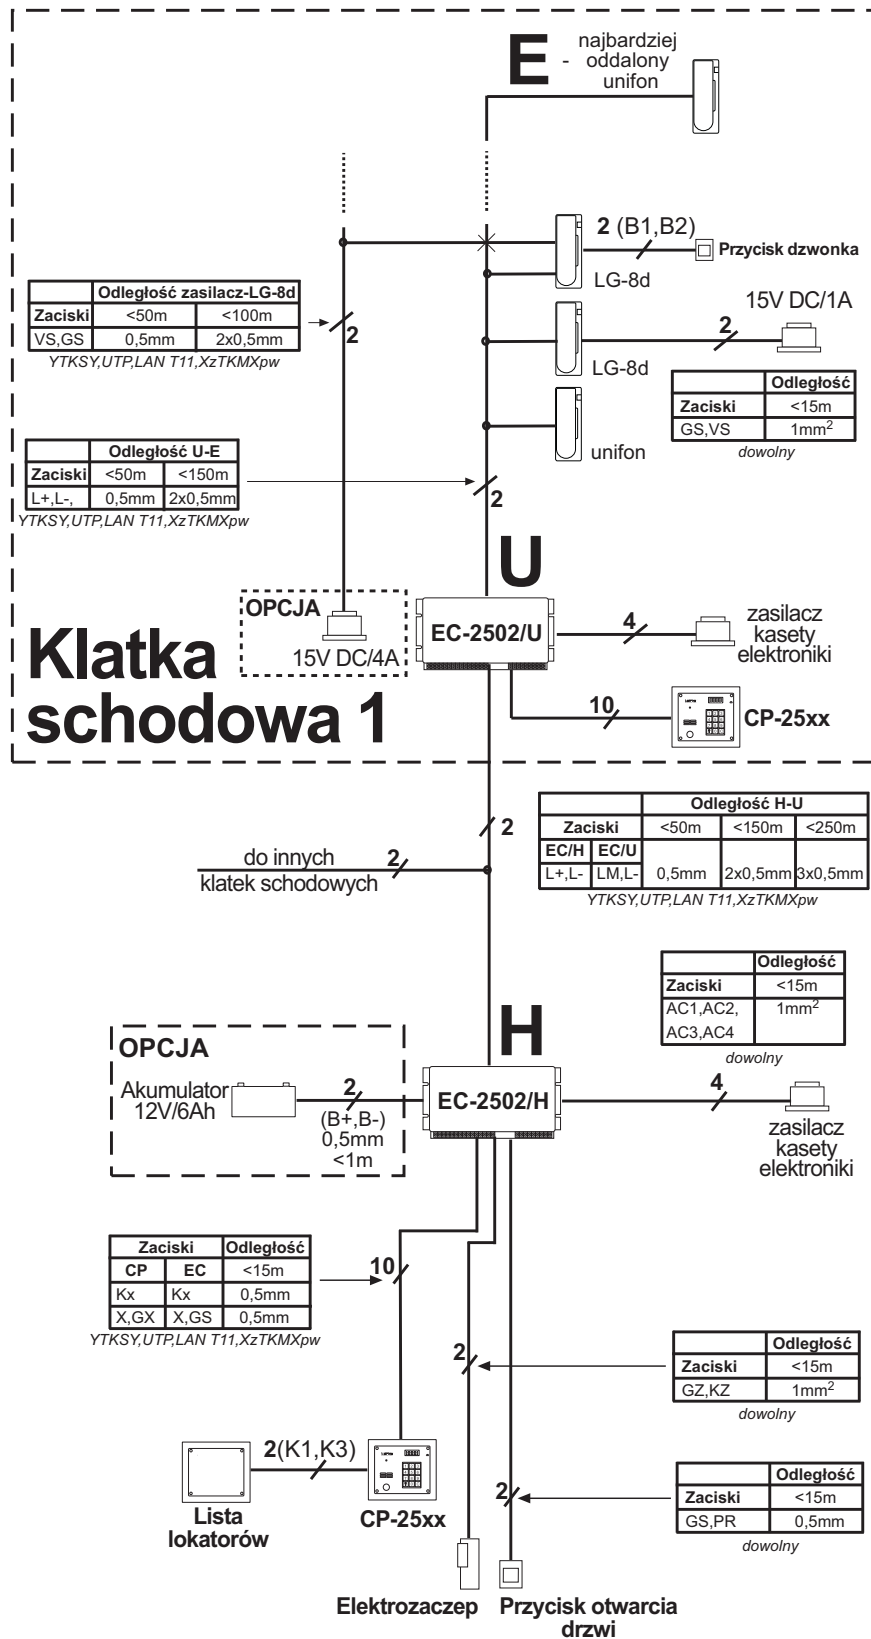 E
- najbardziej
oddalony
unifon
2 (B1,B2)
Przycisk dzwonka
LG-8d
15V DC/1A
2
LG-8d
Odległość
Zaciski <15m
GS,VS 1mm²
dowolny
unifon
Odległość zasilacz-LG-8d
Zaciski <50m <100m
VS,GS 0,5mm 2x0,5mm
YTKSY,UTP,LAN T11,XzTKMXpw
2
Odległość U-E
Zaciski <50m <150m
L+,L-, 0,5mm 2x0,5mm
YTKSY,UTP,LAN T11,XzTKMXpw
2
U
OPCJA
15V DC/4A
EC-2502/U
4
zasilacz
kasety
elektroniki
10
CP-25xx
Klatka
schodowa 1
2
Odległość H-U
Zaciski <50m <150m <250m
EC/H EC/U
L+,L- LM,L- 0,5mm 2x0,5mm 3x0,5mm
YTKSY,UTP,LAN T11,XzTKMXpw
do innych
klatek schodowych
2
Odległość
Zaciski <15m
AC1,AC2, 1mm²
AC3,AC4
dowolny
H
OPCJA
Akumulator
12V/6Ah
2
(B+,B-)
0,5mm
<1m
EC-2502/H
4
zasilacz
kasety
elektroniki
Zaciski Odległość
CP EC <15m
Kx Kx 0,5mm
X,GX X,GS 0,5mm
YTKSY,UTP,LAN T11,XzTKMXpw
10
2
Odległość
Zaciski <15m
GZ,KZ 1mm²
dowolny
2(K1,K3)
Lista
lokatorów
CP-25xx
2
Odległość
Zaciski <15m
GS,PR 0,5mm
dowolny
Elektrozaczep
Przycisk otwarcia
drzwi